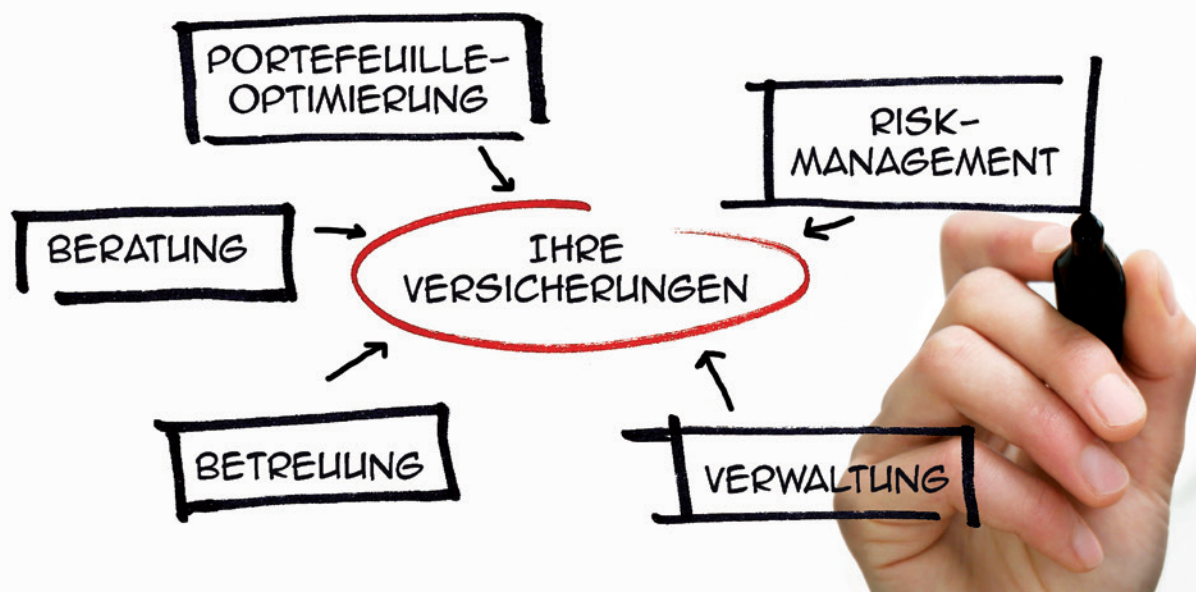 PORTEFEUILLE-
OPTIMIERUNG
RISK-
MANAGEMENT
BERATUNG
IHRE
VERSICHERUNGEN
BETREUUNG
VERWALTUNG